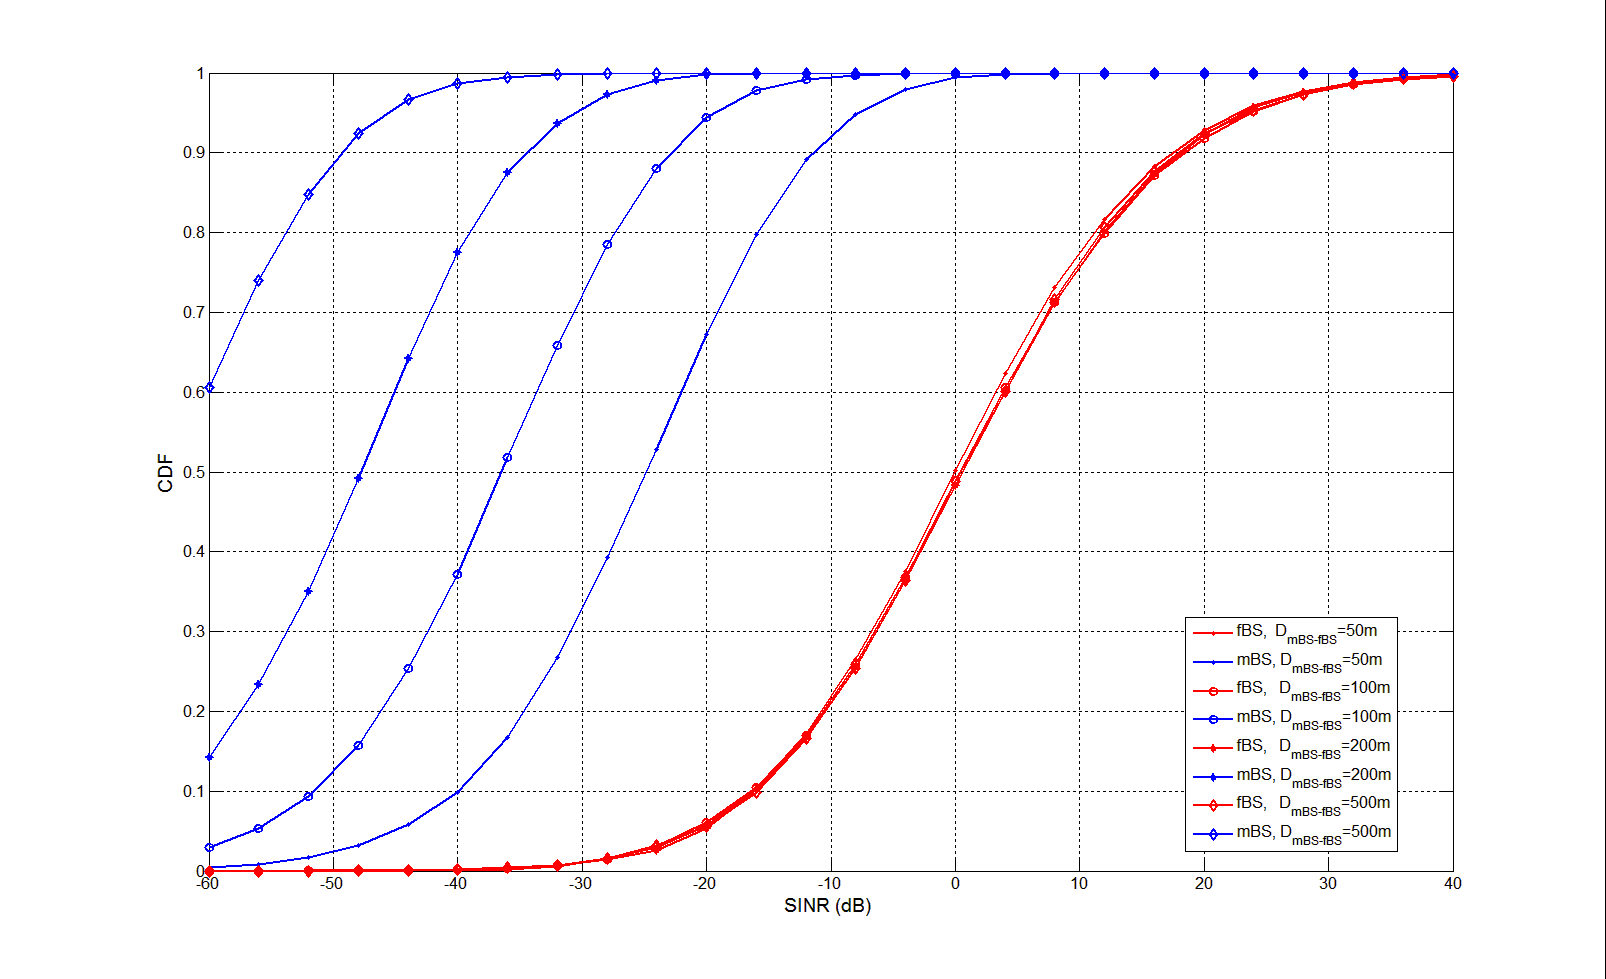 1
0.9
0.8
0.7
0.6
0.5
0.4
0.3
0.2
0.1
0
CDF
-60 -50 -40 -30 -20 -10 0 10 20 30 40
SINR (dB)
fBS, DmBS-fBS=50m
mBS, DmBS-fBS=50m
fBS, DmBS-fBS=100m
mBS, DmBS-fBS=100m
fBS, DmBS-fBS=200m
mBS, DmBS-fBS=200m
fBS, DmBS-fBS=500m
mBS, DmBS-fBS=500m